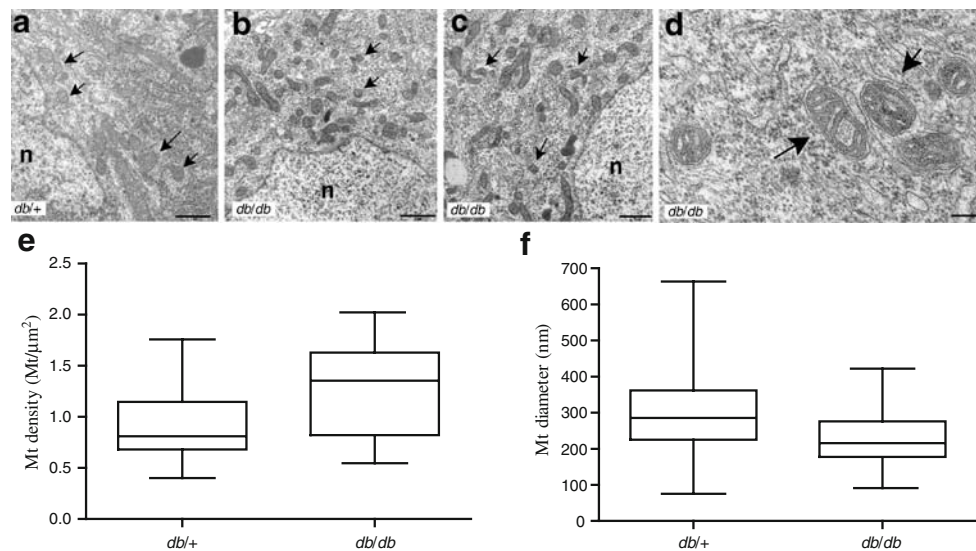 a
b
c
d
n
n
n
db/+
db/db
db/db
db/db
e
f
Mt density (Mt/μm²)
2.5
2.0
1.5
1.0
0.5
0.0
db/+
db/db
Mt diameter (nm)
700
600
500
400
300
200
100
0
db/+
db/db